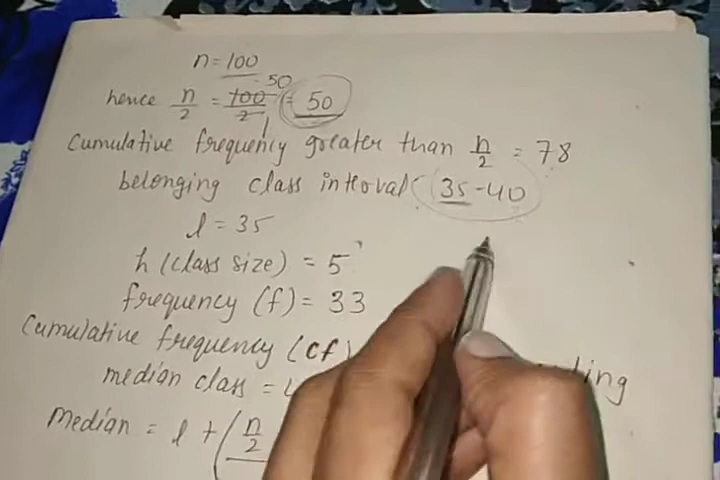 n = 100
50
hence n/2 = 100/2 = 50
Cumulative frequency greater than n/2 = 78
belonging class interval (35-40
l = 35
h (class size) = 5
frequency (f) = 33
Cumulative frequency (cf)
median class =
Median = l + ( n/2